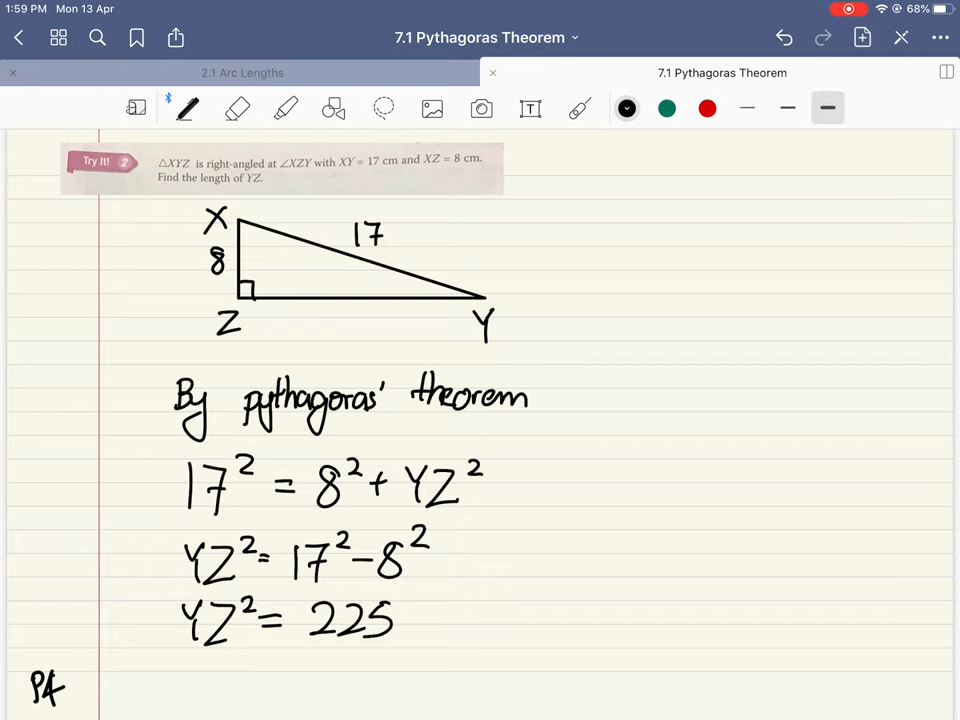 1:59 PM Mon 13 Apr
68%
7.1 Pythagoras Theorem
2.1 Arc Lengths
7.1 Pythagoras Theorem
Try It! 2
△XYZ is right-angled at ∠XZY with XY = 17 cm and XZ = 8 cm.
Find the length of YZ.
X
17
8
Z
Y
By pythagoras' theorem
17² = 8² + YZ²
YZ² = 17² − 8²
YZ² = 225
P4